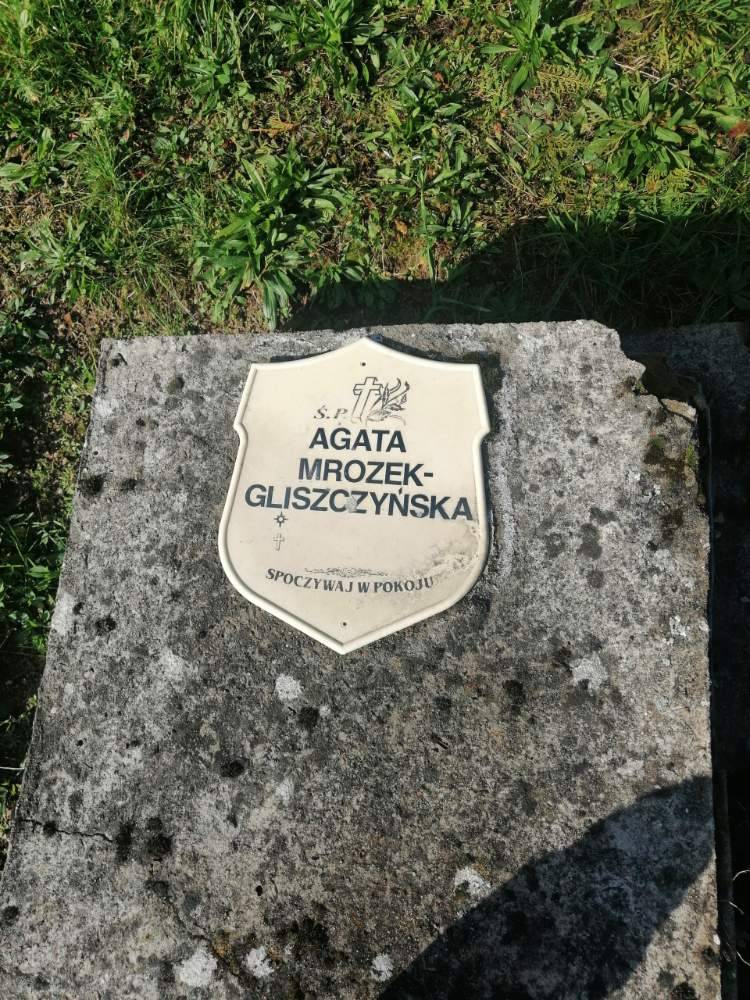 Ś.P.
AGATA
MROZEK-
GLISZCZYŃSKA
SPOCZYWAJ W POKOJU